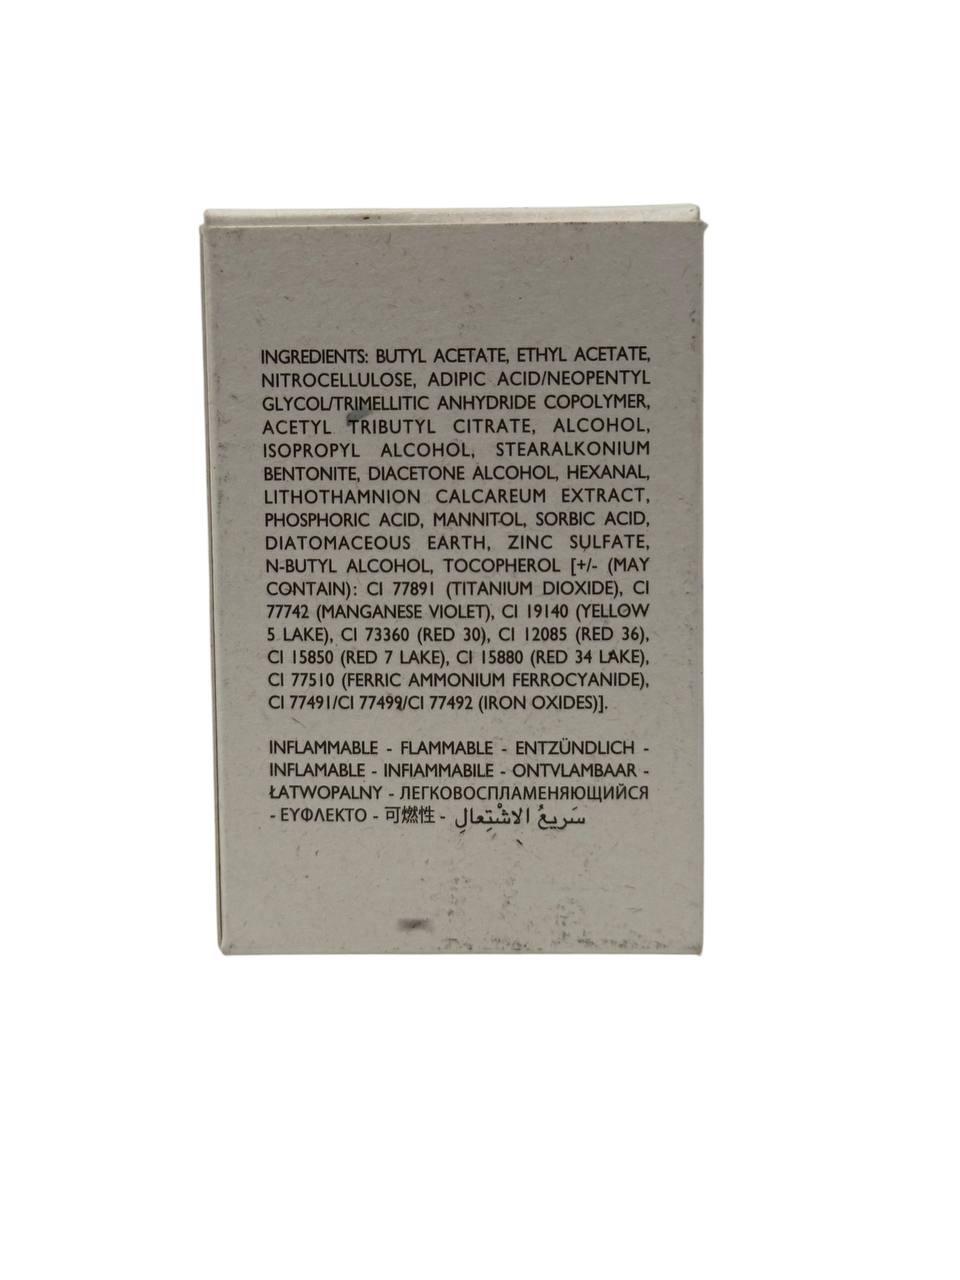 INGREDIENTS: BUTYL ACETATE, ETHYL ACETATE,
NITROCELLULOSE, ADIPIC ACID/NEOPENTYL
GLYCOL/TRIMELLITIC ANHYDRIDE COPOLYMER,
ACETYL TRIBUTYL CITRATE, ALCOHOL,
ISOPROPYL ALCOHOL, STEARALKONIUM
BENTONITE, DIACETONE ALCOHOL, HEXANAL,
LITHOTHAMNION CALCAREUM EXTRACT,
PHOSPHORIC ACID, MANNITOL, SORBIC ACID,
DIATOMACEOUS EARTH, ZINC SULFATE,
N-BUTYL ALCOHOL, TOCOPHEROL [+/- (MAY
CONTAIN): CI 77891 (TITANIUM DIOXIDE), CI
77742 (MANGANESE VIOLET), CI 19140 (YELLOW
5 LAKE), CI 73360 (RED 30), CI 12085 (RED 36),
CI 15850 (RED 7 LAKE), CI 15880 (RED 34 LAKE),
CI 77510 (FERRIC AMMONIUM FERROCYANIDE),
CI 77491/CI 77499/CI 77492 (IRON OXIDES)].
INFLAMMABLE - FLAMMABLE - ENTZÜNDLICH -
INFLAMABLE - INFIAMMABILE - ONTVLAMBAAR -
ŁATWOPALNY - ЛЕГКОВОСПЛАМЕНЯЮЩИЙСЯ
- ΕΥΦΛΕΚΤΟ - 可燃性 - سَريعُ الاشْتِعالِ